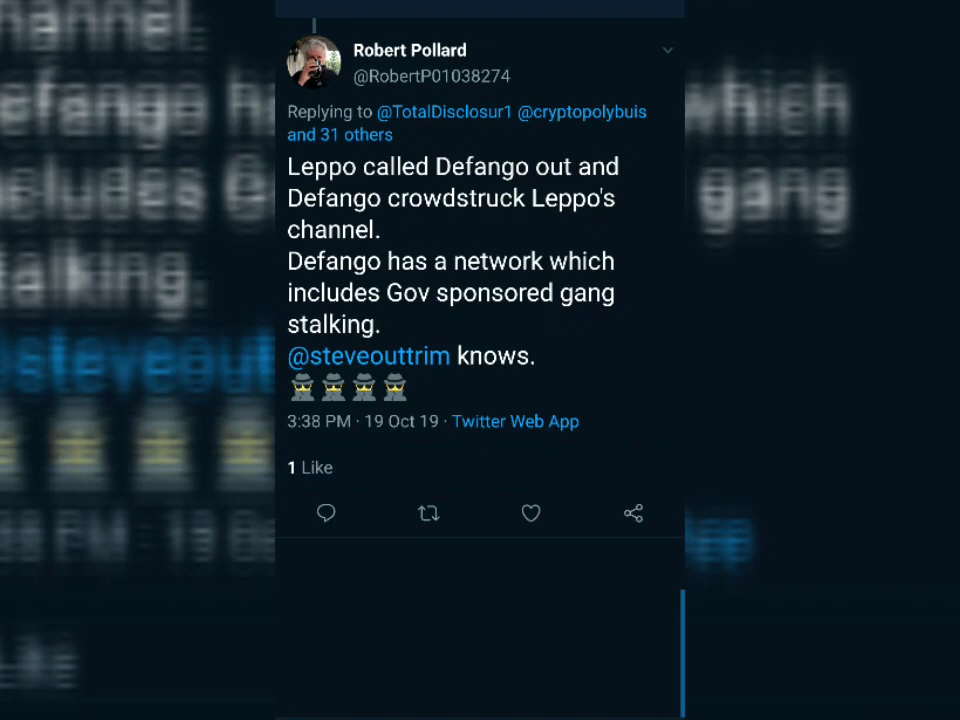 Robert Pollard
@RobertP01038274
Replying to @TotalDisclosur1 @cryptopolybuis
and 31 others
Leppo called Defango out and
Defango crowdstruck Leppo's
channel.
Defango has a network which
includes Gov sponsored gang
stalking.
@steveouttrim knows.
3:38 PM · 19 Oct 19 · Twitter Web App
1 Like